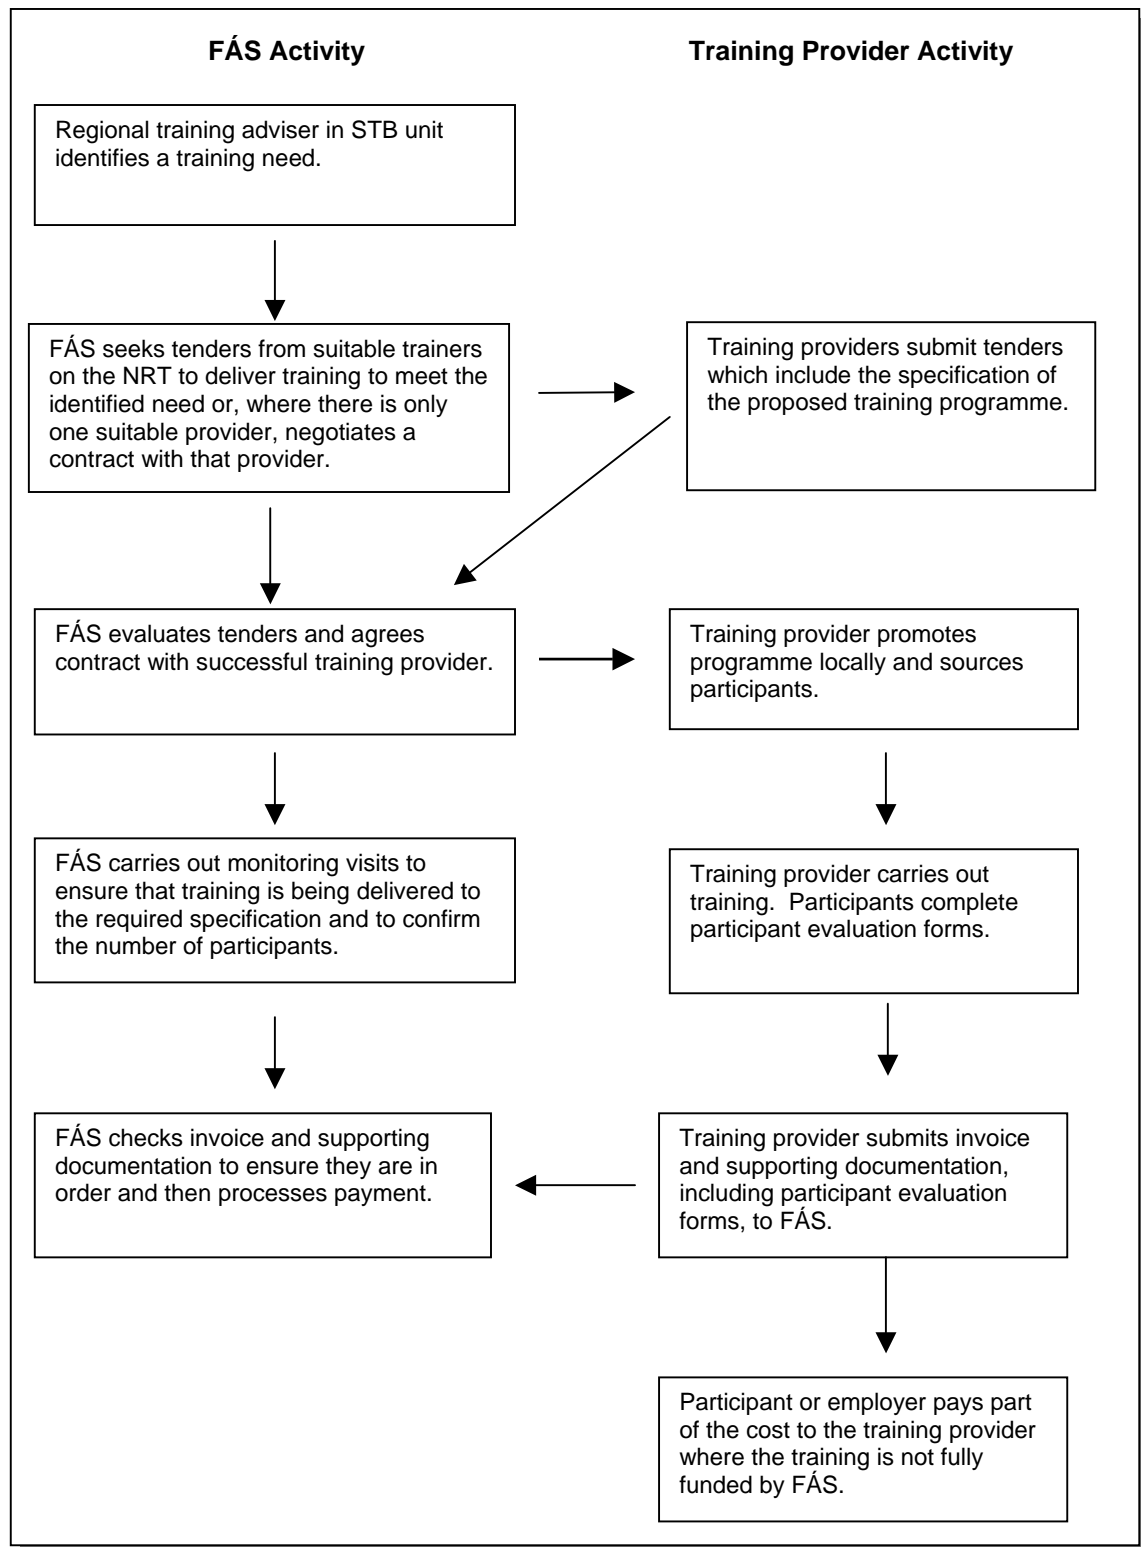 FÁS Activity
Training Provider Activity
Regional training adviser in STB unit
identifies a training need.
FÁS seeks tenders from suitable trainers
on the NRT to deliver training to meet the
identified need or, where there is only
one suitable provider, negotiates a
contract with that provider.
Training providers submit tenders
which include the specification of
the proposed training programme.
FÁS evaluates tenders and agrees
contract with successful training provider.
Training provider promotes
programme locally and sources
participants.
FÁS carries out monitoring visits to
ensure that training is being delivered to
the required specification and to confirm
the number of participants.
Training provider carries out
training.  Participants complete
participant evaluation forms.
FÁS checks invoice and supporting
documentation to ensure they are in
order and then processes payment.
Training provider submits invoice
and supporting documentation,
including participant evaluation
forms, to FÁS.
Participant or employer pays part
of the cost to the training provider
where the training is not fully
funded by FÁS.